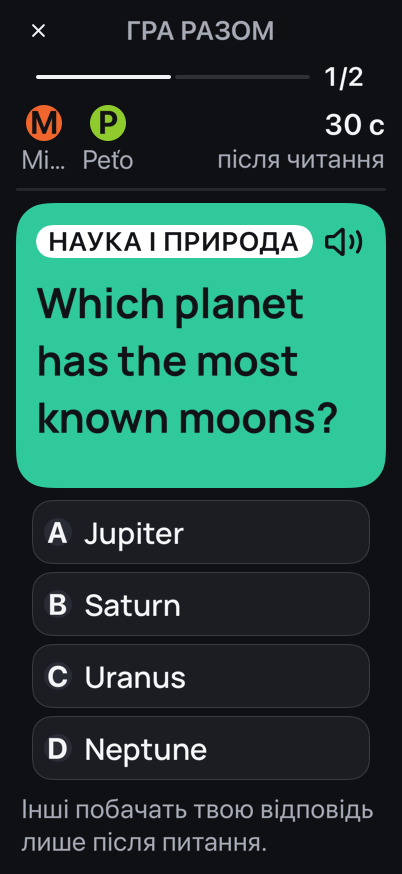 ГРА РАЗОМ
1/2
М Р
Мі... Peťo
30 с
після читання
НАУКА І ПРИРОДА
Which planet
has the most
known moons?
A Jupiter
B Saturn
C Uranus
D Neptune
Інші побачать твою відповідь
лише після питання.